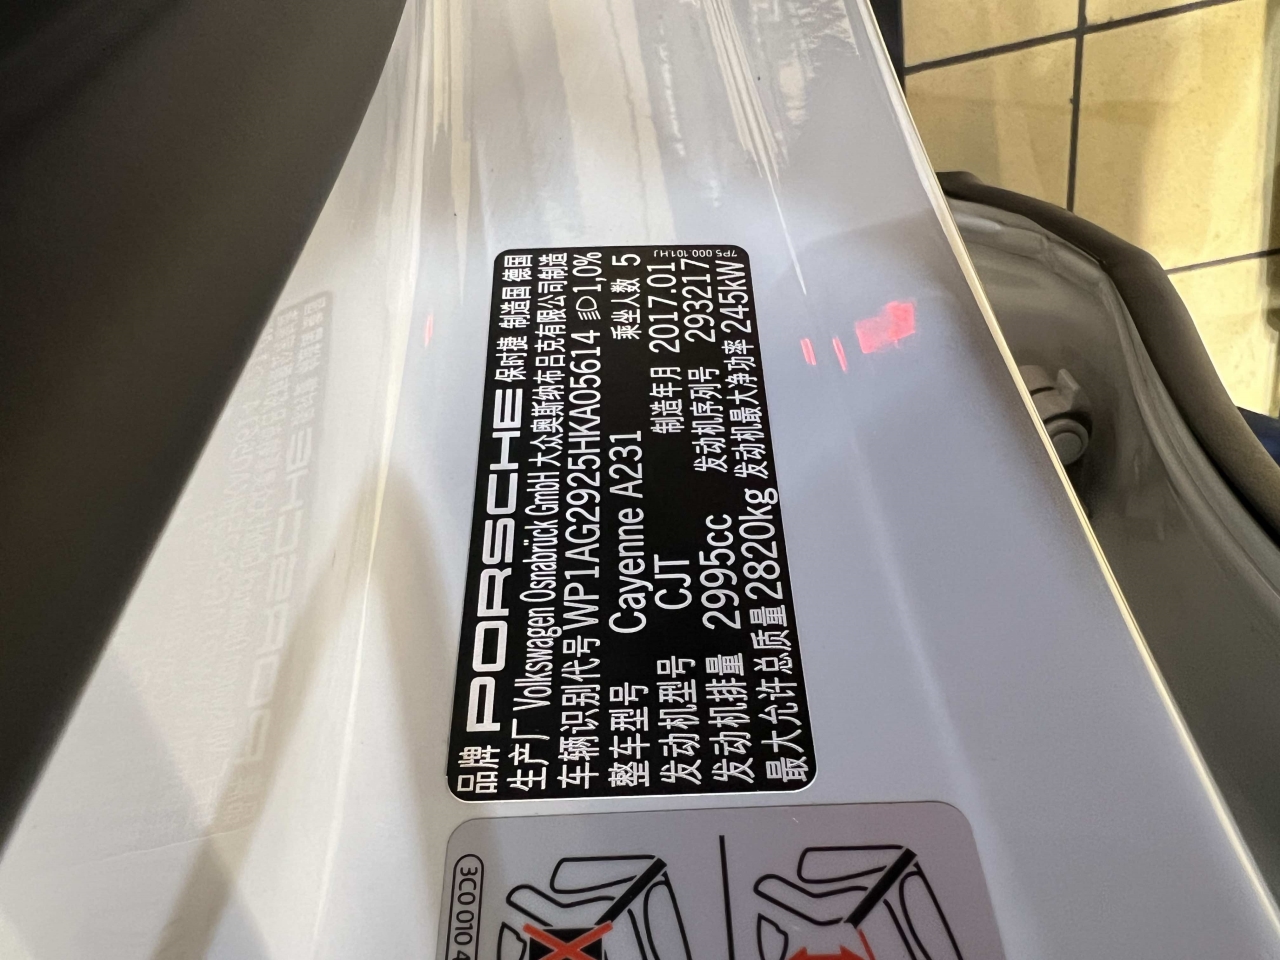 品牌 PORSCHE 保时捷 制造国 德国
生产厂 Volkswagen Osnabrück GmbH 大众奥斯纳布吕克有限公司制造
车辆识别代号 WP1AG2925HKA05614 1,0%
整车型号 Cayenne A231 乘坐人数 5
发动机型号 CJT 制造年月 2017.01
发动机排量 2995cc 发动机序列号 293217
最大允许总质量 2820kg 发动机最大净功率 245kW
7P5.000.101.HJ
3C0 010 4